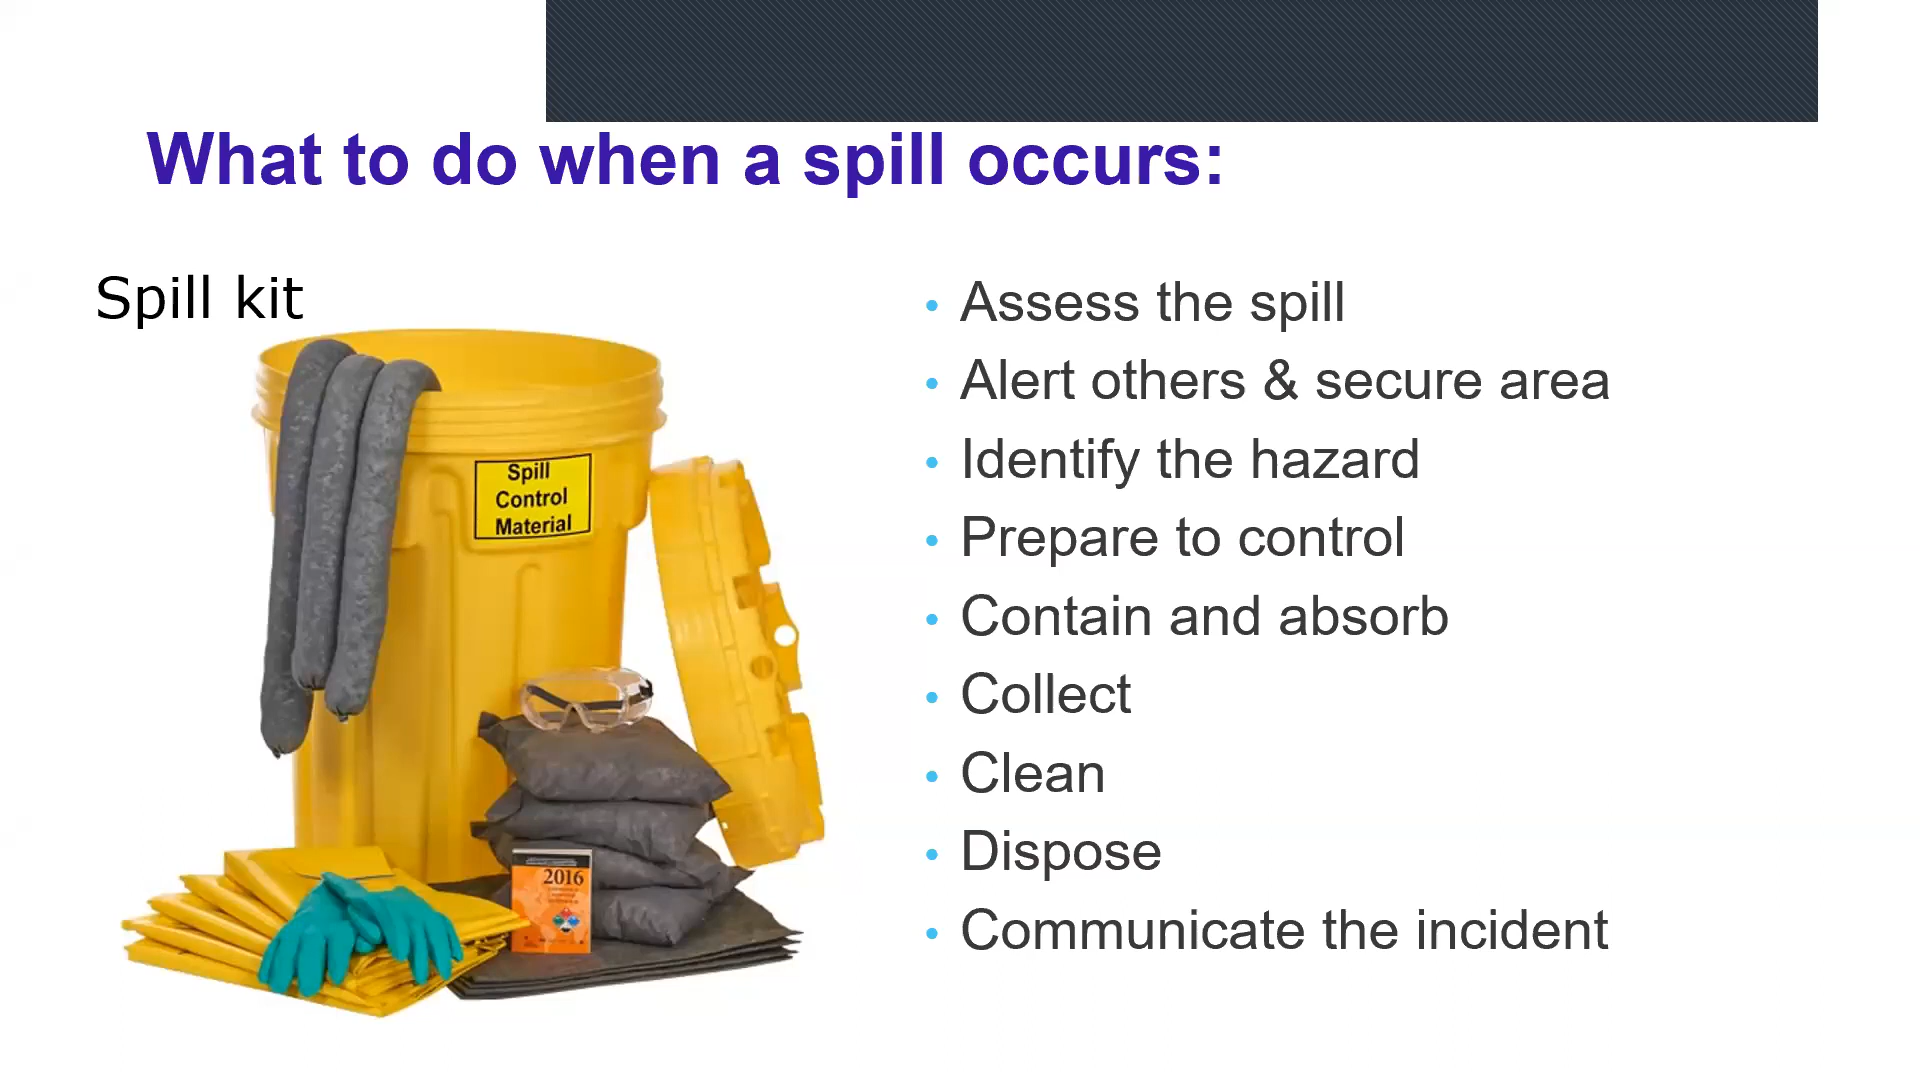 What to do when a spill occurs:
Spill kit
Spill
Control
Material
2016
• Assess the spill
• Alert others & secure area
• Identify the hazard
• Prepare to control
• Contain and absorb
• Collect
• Clean
• Dispose
• Communicate the incident